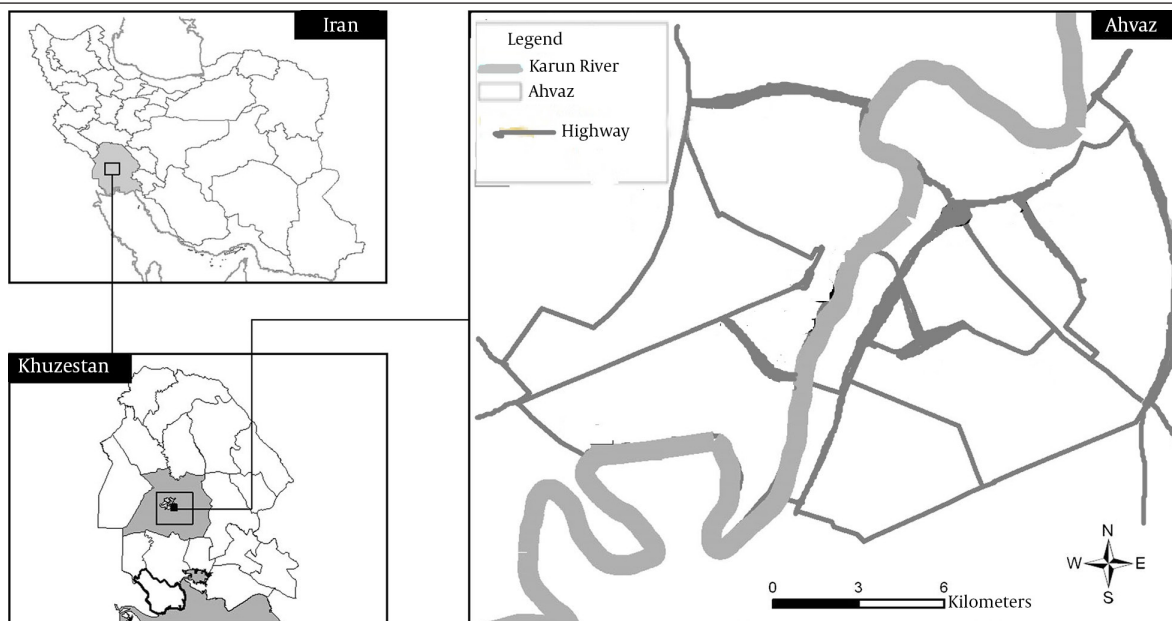 Iran
Khuzestan
Ahvaz
Legend
Karun River
Ahvaz
Highway
N
W E
S
0 3 6
Kilometers